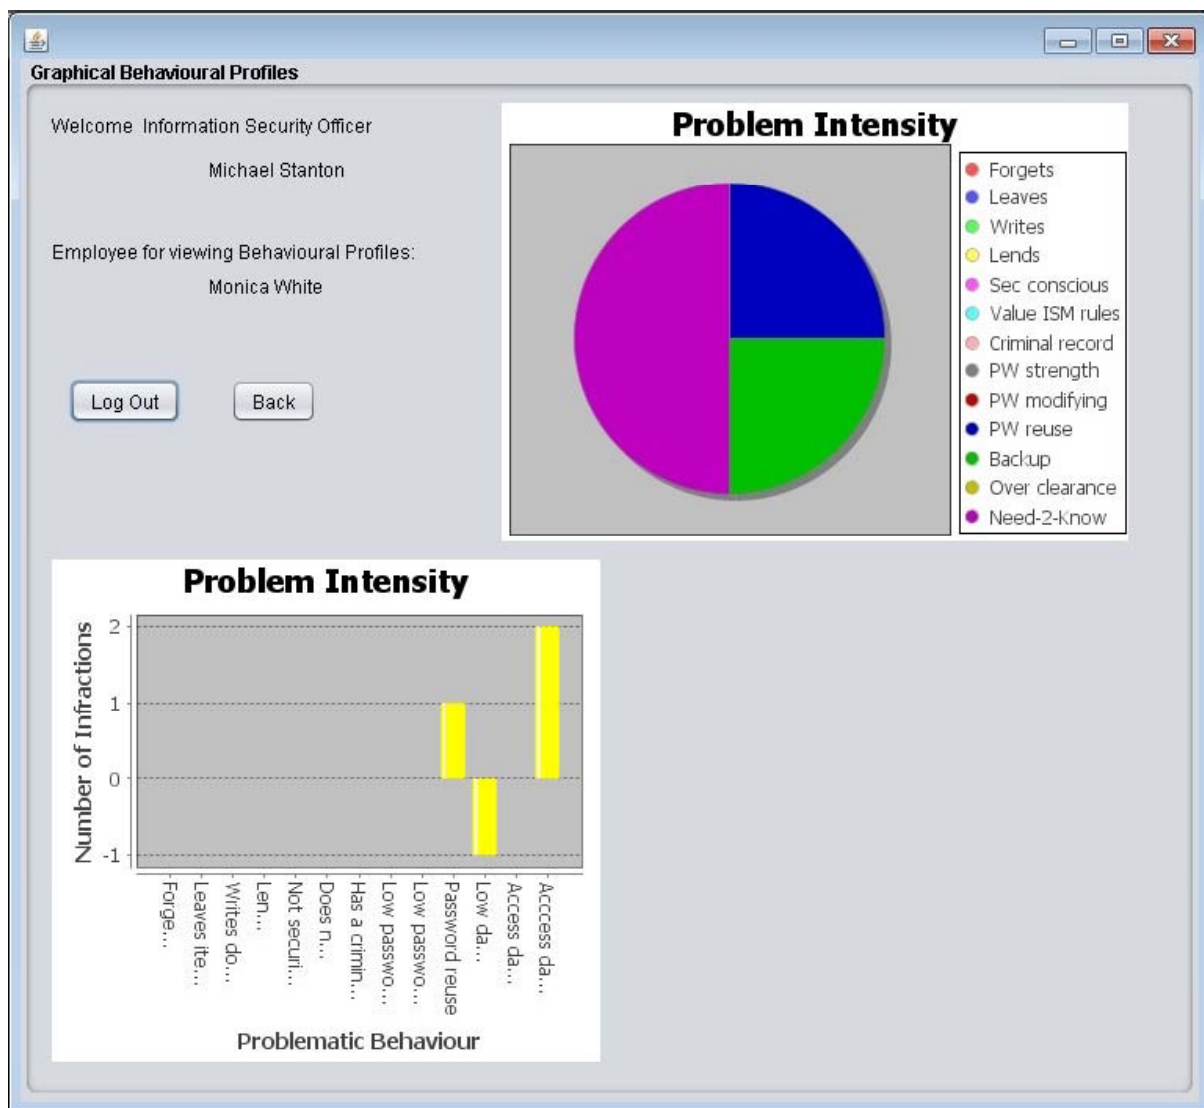 Graphical Behavioural Profiles
Welcome Information Security Officer
Michael Stanton
Employee for viewing Behavioural Profiles:
Monica White
Log Out
Back
Problem Intensity
Forgets
Leaves
Writes
Lends
Sec conscious
Value ISM rules
Criminal record
PW strength
PW modifying
PW reuse
Backup
Over clearance
Need-2-Know
Problem Intensity
Number of Infractions
2
1
0
-1
Forge...
Leaves ite...
Writes do...
Len...
Not securi...
Does n...
Has a crimin...
Low passwo...
Low passwo...
Password reuse
Low da...
Access da...
Acccess da...
Problematic Behaviour